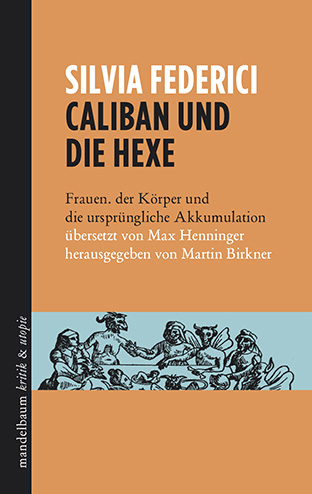 SILVIA FEDERICI
CALIBAN UND
DIE HEXE
Frauen. der Körper und
die ursprüngliche Akkumulation
übersetzt von Max Henninger
herausgegeben von Martin Birkner
mandelbaum kritik & utopie